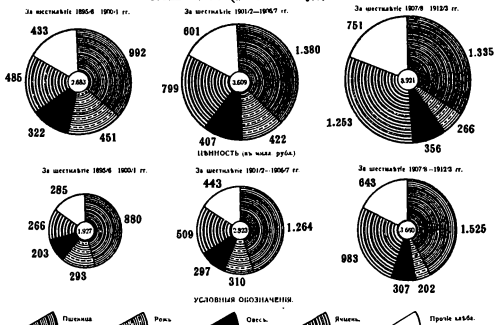 За шестилѣтіе 1895/6 1900/1 гг.
За шестилѣтіе 1901/2—1906/7 гг.
За шестилѣтіе 1907/8 1912/3 гг.
433
992
485
322
451
2.683
601
1.380
799
407
422
3.609
751
1.335
1.253
356
266
ЦѢННОСТЬ (въ милл. рубл.)
За шестилѣтіе 1895/6 1900/1 гг.
За шестилѣтіе 1901/2—1906/7 гг.
За шестилѣтіе 1907/8—1912/3 гг.
285
880
266
203
293
1.927
443
1.264
509
297
310
2.823
643
1.525
983
307
202
3.660
УСЛОВНЫЯ ОБОЗНАЧЕНІЯ.
Пшеница
Рожь
Овесъ.
Ячмень.
Прочіе хлѣба.